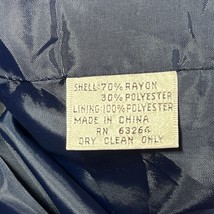 SHELL: 70% RAYON
30% POLYESTER
LINING: 100% POLYESTER
MADE IN CHINA
RN 63264
DRY CLEAN ONLY